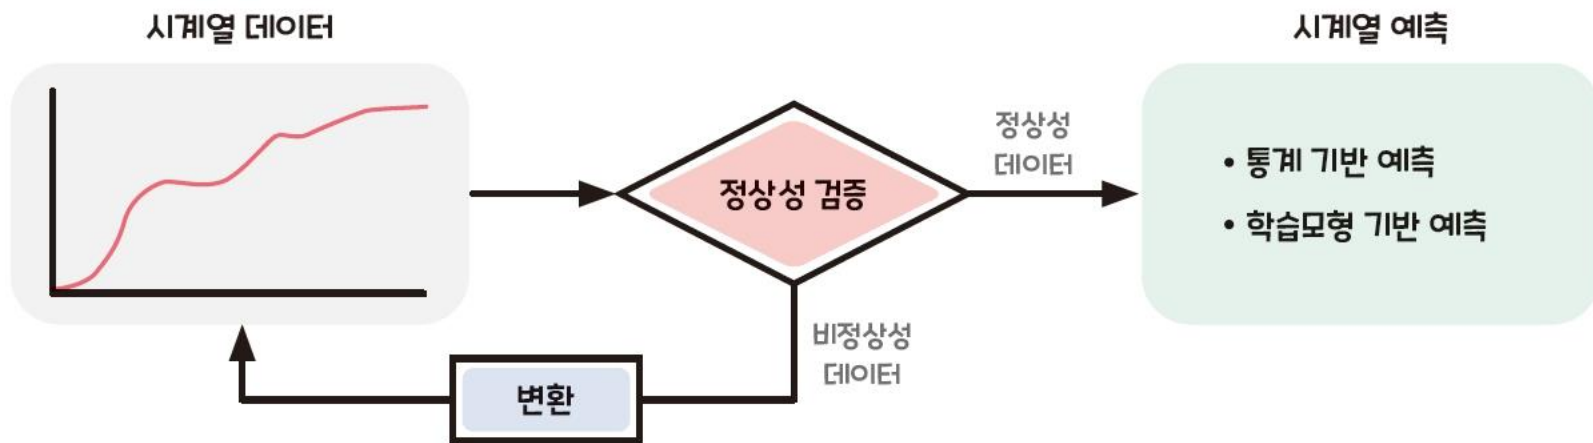 시계열 데이터
시계열 예측
정상성 검증
정상성
데이터
• 통계 기반 예측
• 학습모형 기반 예측
비정상성
데이터
변환